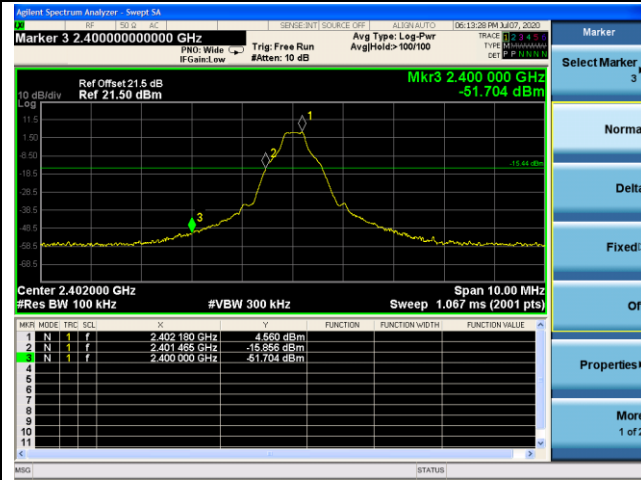 Agilent Spectrum Analyzer - Swept SA
RF 50 Ω AC SENSE:INT SOURCE OFF ALIGN AUTO 06:13:28 PM Jul 07, 2020
Marker 3 2.400000000000 GHz
PNO: Wide
IFGain:Low
Trig: Free Run
#Atten: 10 dB
Avg Type: Log-Pwr
Avg|Hold:> 100/100
TRACE 1 2 3 4 5 6
TYPE
DET P P N N N N
Ref Offset 21.5 dB
10 dB/div Ref 21.50 dBm
Log
Mkr3 2.400 000 GHz
-51.704 dBm
11.5
1.50
-8.50
-18.5
-28.5
-38.5
-48.5
-58.5
-68.5
1
2
3
-15.44 dBm
Center 2.402000 GHz Span 10.00 MHz
#Res BW 100 kHz #VBW 300 kHz Sweep 1.067 ms (2001 pts)
MKR MODE TRC SCL X Y FUNCTION FUNCTION WIDTH FUNCTION VALUE
1 N 1 f 2.402 180 GHz 4.560 dBm
2 N 1 f 2.401 465 GHz -15.856 dBm
3 N 1 f 2.400 000 GHz -51.704 dBm
4
5
6
7
8
9
10
11
MSG STATUS
Marker
Select Marker
3
Norma
Delta
Fixed
Of
Properties
More
1 of 2